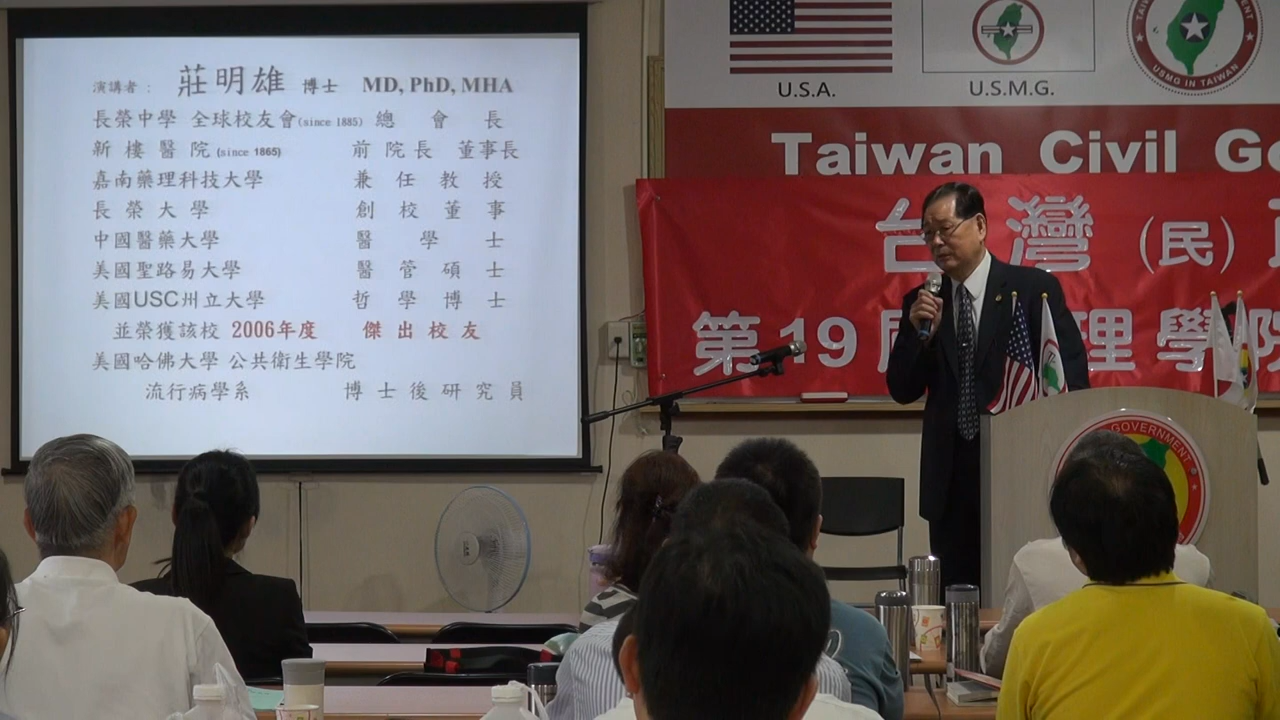 演講者： 莊明雄 博士 MD, PhD, MHA
長榮中學 全球校友會(since 1885) 總會長
新樓醫院(since 1865) 前院長 董事長
嘉南藥理科技大學 兼任教授
長榮大學 創校董事
中國醫藥大學 醫學士
美國聖路易大學 醫管碩士
美國USC州立大學 哲學博士
並榮獲該校 2006年度 傑出校友
美國哈佛大學 公共衛生學院
流行病學系 博士後研究員
U.S.A.
U.S.M.G.
USMG IN TAIWAN
Taiwan Civil Go
台灣（民）
第19屆 理學院
GOVERNMENT